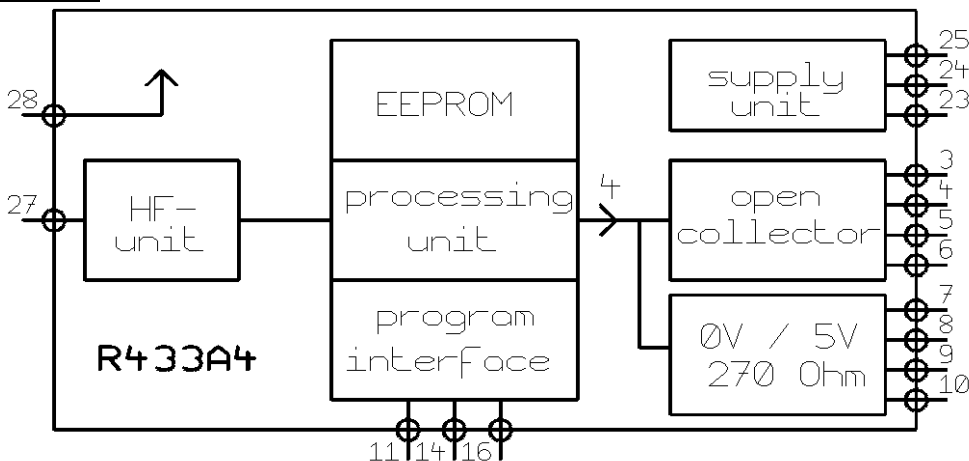 25
24
23
supply
unit
EEPROM
28
3
4
5
6
open
collector
4
processing
unit
27
HF-
unit
7
8
9
10
0V / 5V
270 Ohm
program
interface
R433A4
11
14
16